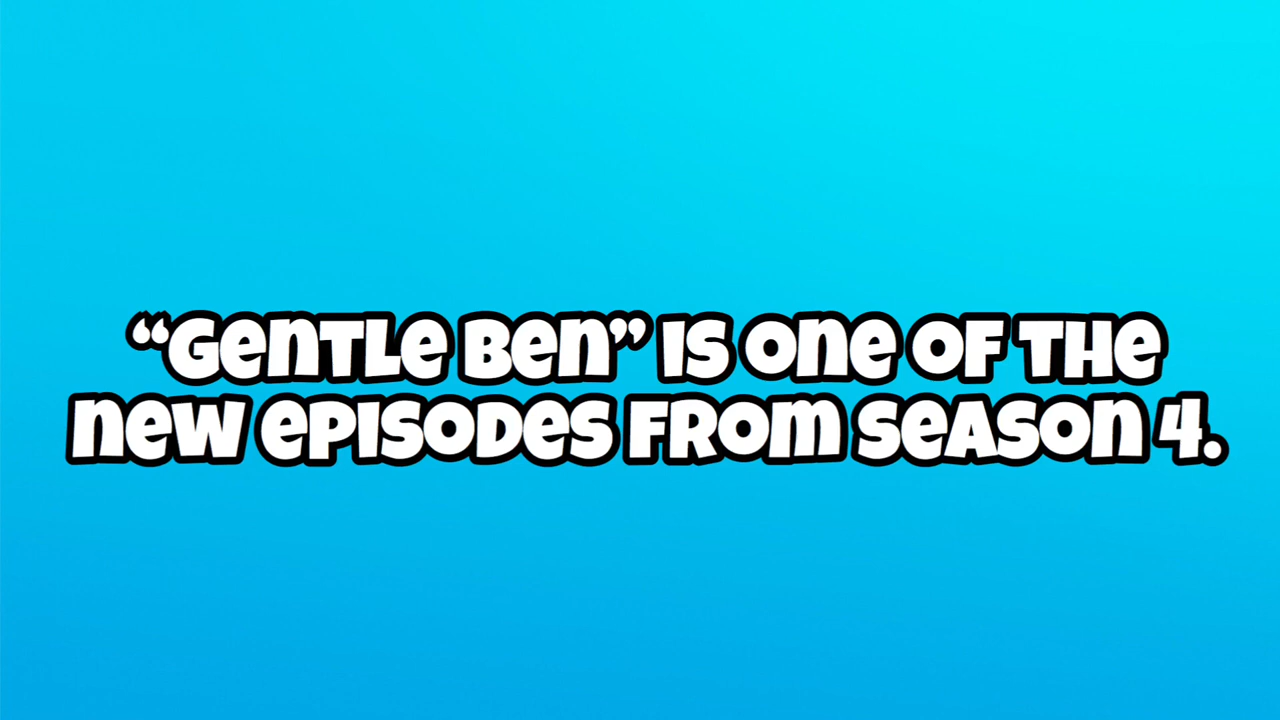 “Gentle Ben” is one of the
new episodes from season 4.